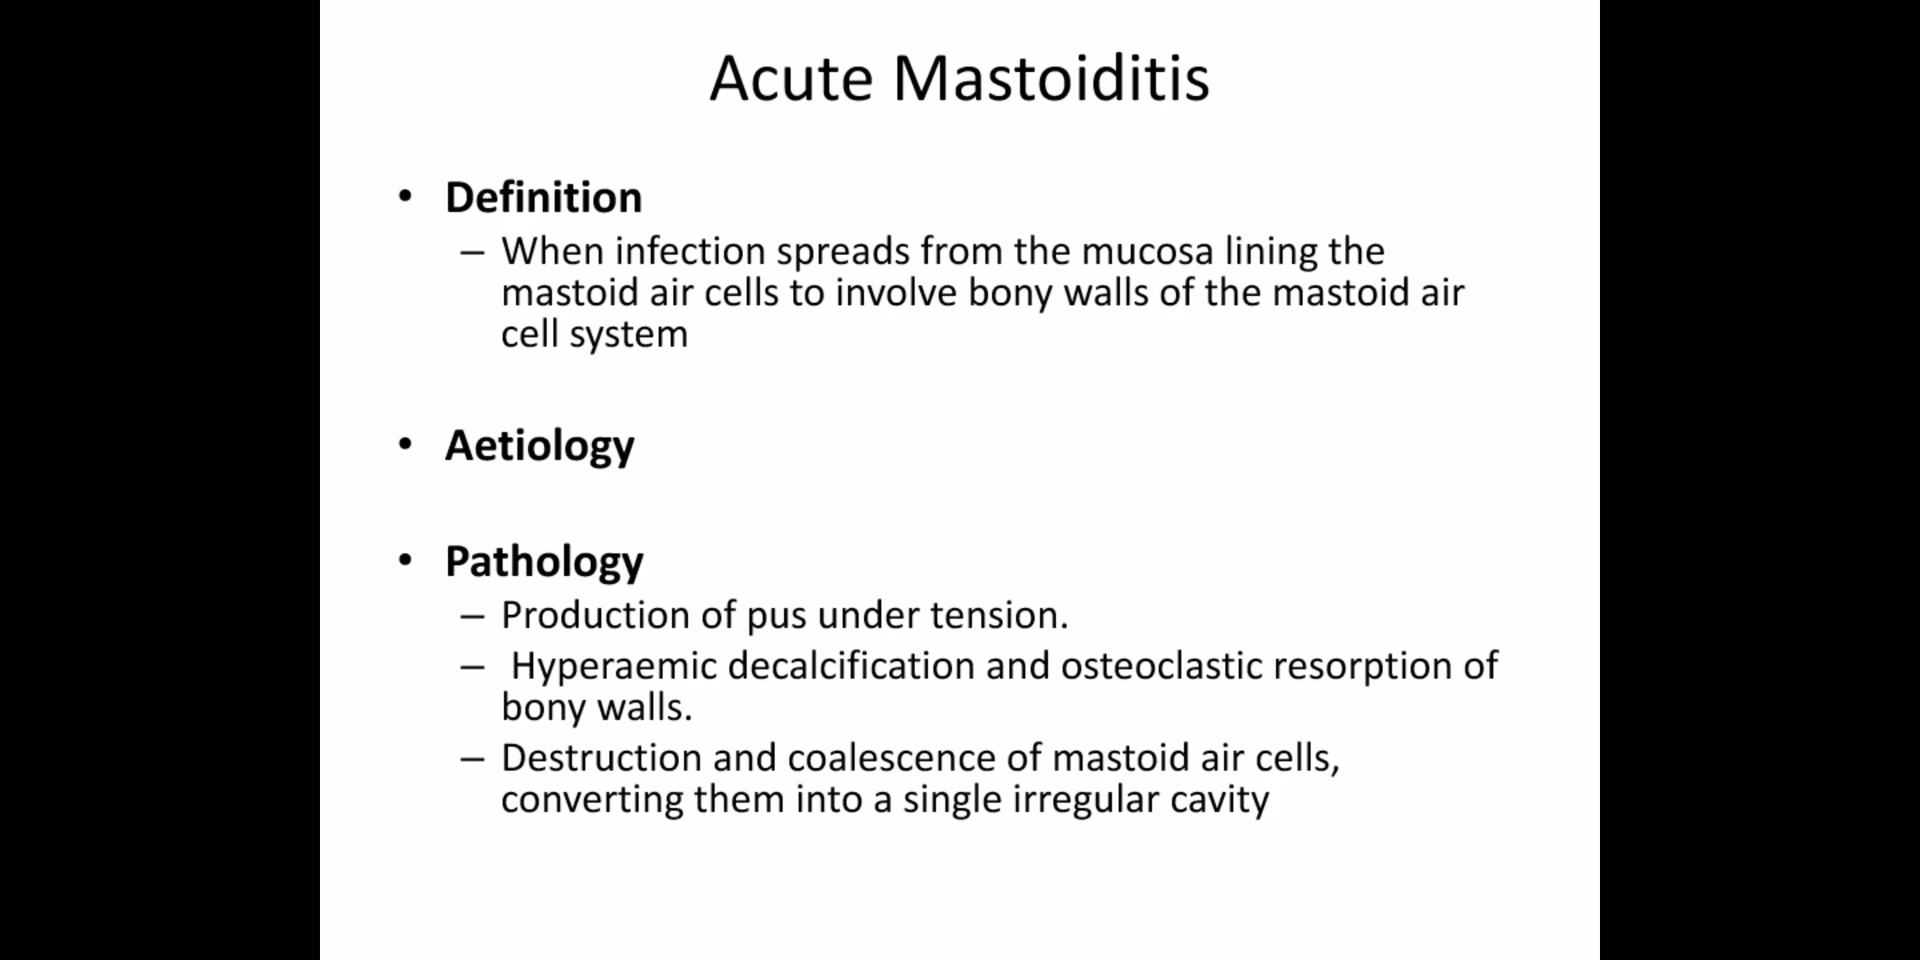 Acute Mastoiditis
• Definition
– When infection spreads from the mucosa lining the
mastoid air cells to involve bony walls of the mastoid air
cell system
• Aetiology
• Pathology
– Production of pus under tension.
– Hyperaemic decalcification and osteoclastic resorption of
bony walls.
– Destruction and coalescence of mastoid air cells,
converting them into a single irregular cavity